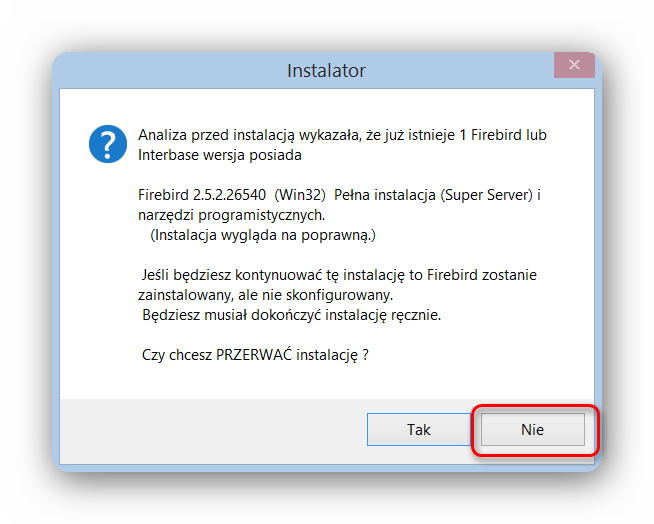 Instalator
Analiza przed instalacją wykazała, że już istnieje 1 Firebird lub
Interbase wersja posiada
Firebird 2.5.2.26540 (Win32) Pełna instalacja (Super Server) i
narzędzi programistycznych.
(Instalacja wygląda na poprawną.)
Jeśli będziesz kontynuować tę instalację to Firebird zostanie
zainstalowany, ale nie skonfigurowany.
Będziesz musiał dokończyć instalację ręcznie.
Czy chcesz PRZERWAĆ instalację ?
Tak
Nie